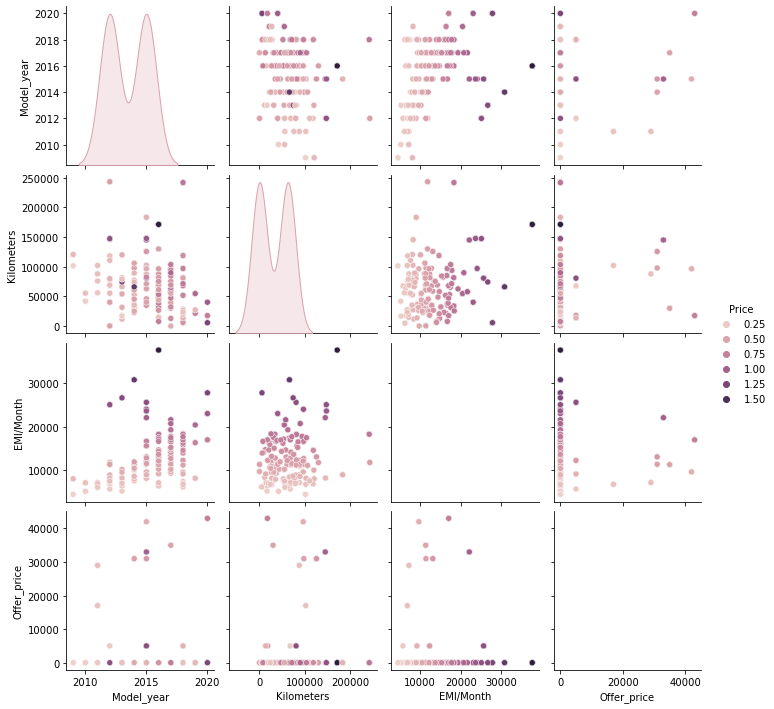 2020
2018
2016
2014
2012
2010
Model_year
250000
200000
150000
100000
50000
0
Kilometers
Price
0.25
0.50
0.75
1.00
1.25
1.50
30000
20000
10000
EMI/Month
40000
30000
20000
10000
0
Offer_price
2010 2015 2020
Model_year
0 100000 200000
Kilometers
10000 20000 30000
EMI/Month
0 20000 40000
Offer_price